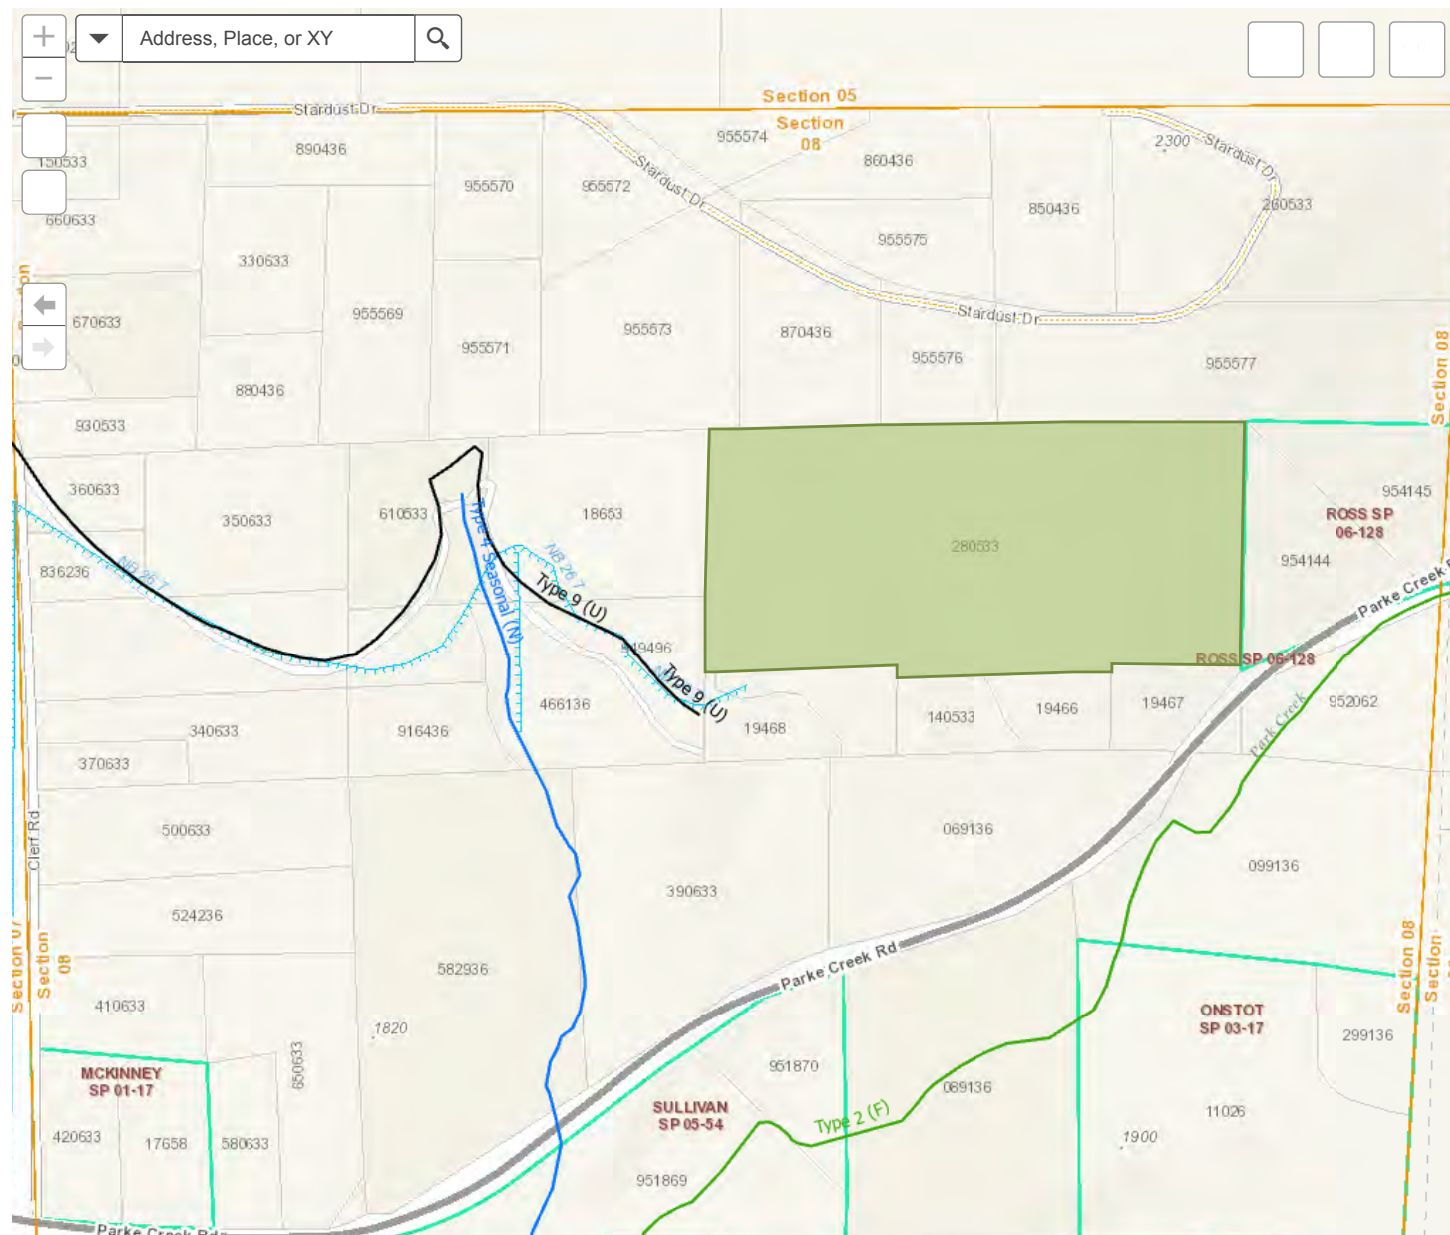 Address, Place, or XY
Section 05
Section
08
Stardust Dr
Stardust Dr
Stardust Dr
Stardust Dr
2300
955574
890436
860436
150533
955570
955572
850436
260533
660633
955575
330633
955569
670633
955573
870436
955571
955576
955577
880436
930533
Section 08
360633
350633
610533
18653
280533
954145
ROSS SP
06-128
954144
836236
NB 26 7
NB 26 7
Type 4 Seasonal (N)
Type 9 (U)
Type 9 (U)
Parke Creek
949496
ROSS SP 06-128
466136
19468
140533
19466
19467
952062
Park Creek
340633
916436
370633
Clerf Rd
500633
069136
099136
390633
524236
582936
Parke Creek Rd
Section 07
Section
08
Section 08
Section
410633
1820
ONSTOT
SP 03-17
299136
650633
951870
MCKINNEY
SP 01-17
089136
SULLIVAN
SP 05-54
11026
Type 2 (F)
1900
420633
17658
580633
951869
Parke Creek Rd